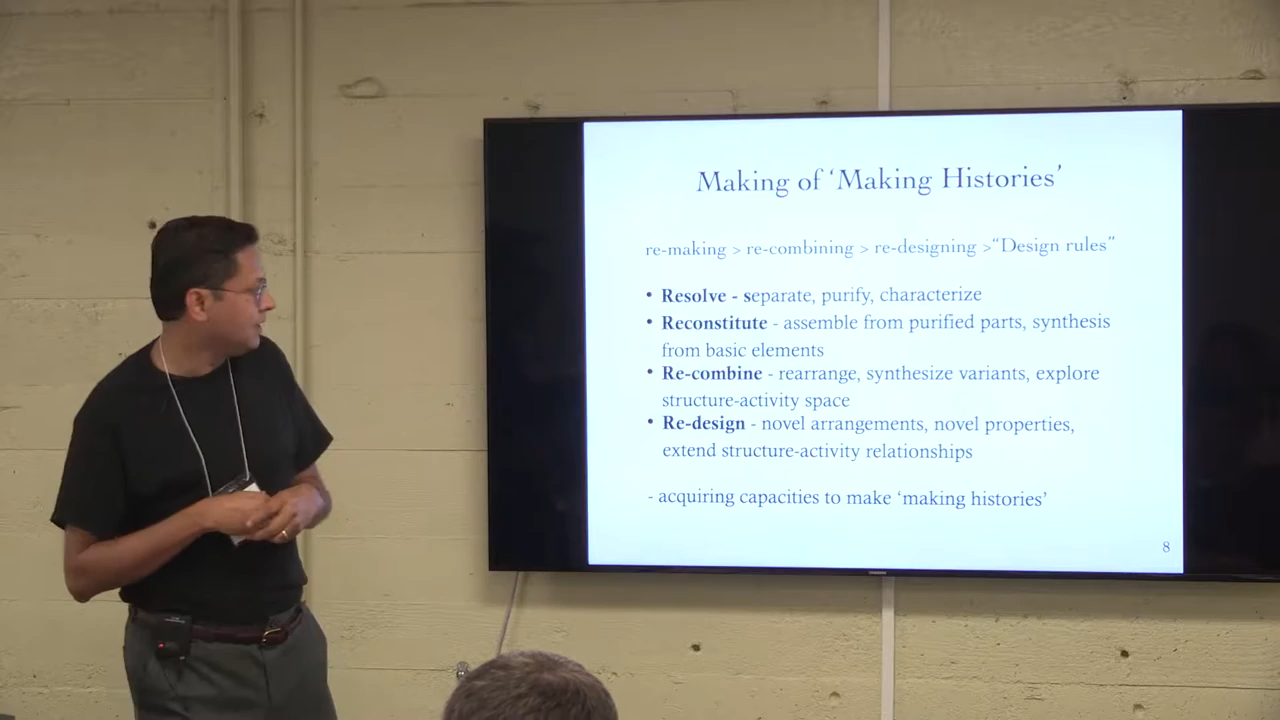 Making of ‘Making Histories’
re-making > re-combining > re-designing >“Design rules”
• Resolve - separate, purify, characterize
• Reconstitute - assemble from purified parts, synthesis
from basic elements
• Re-combine - rearrange, synthesize variants, explore
structure-activity space
• Re-design - novel arrangements, novel properties,
extend structure-activity relationships
- acquiring capacities to make ‘making histories’
8